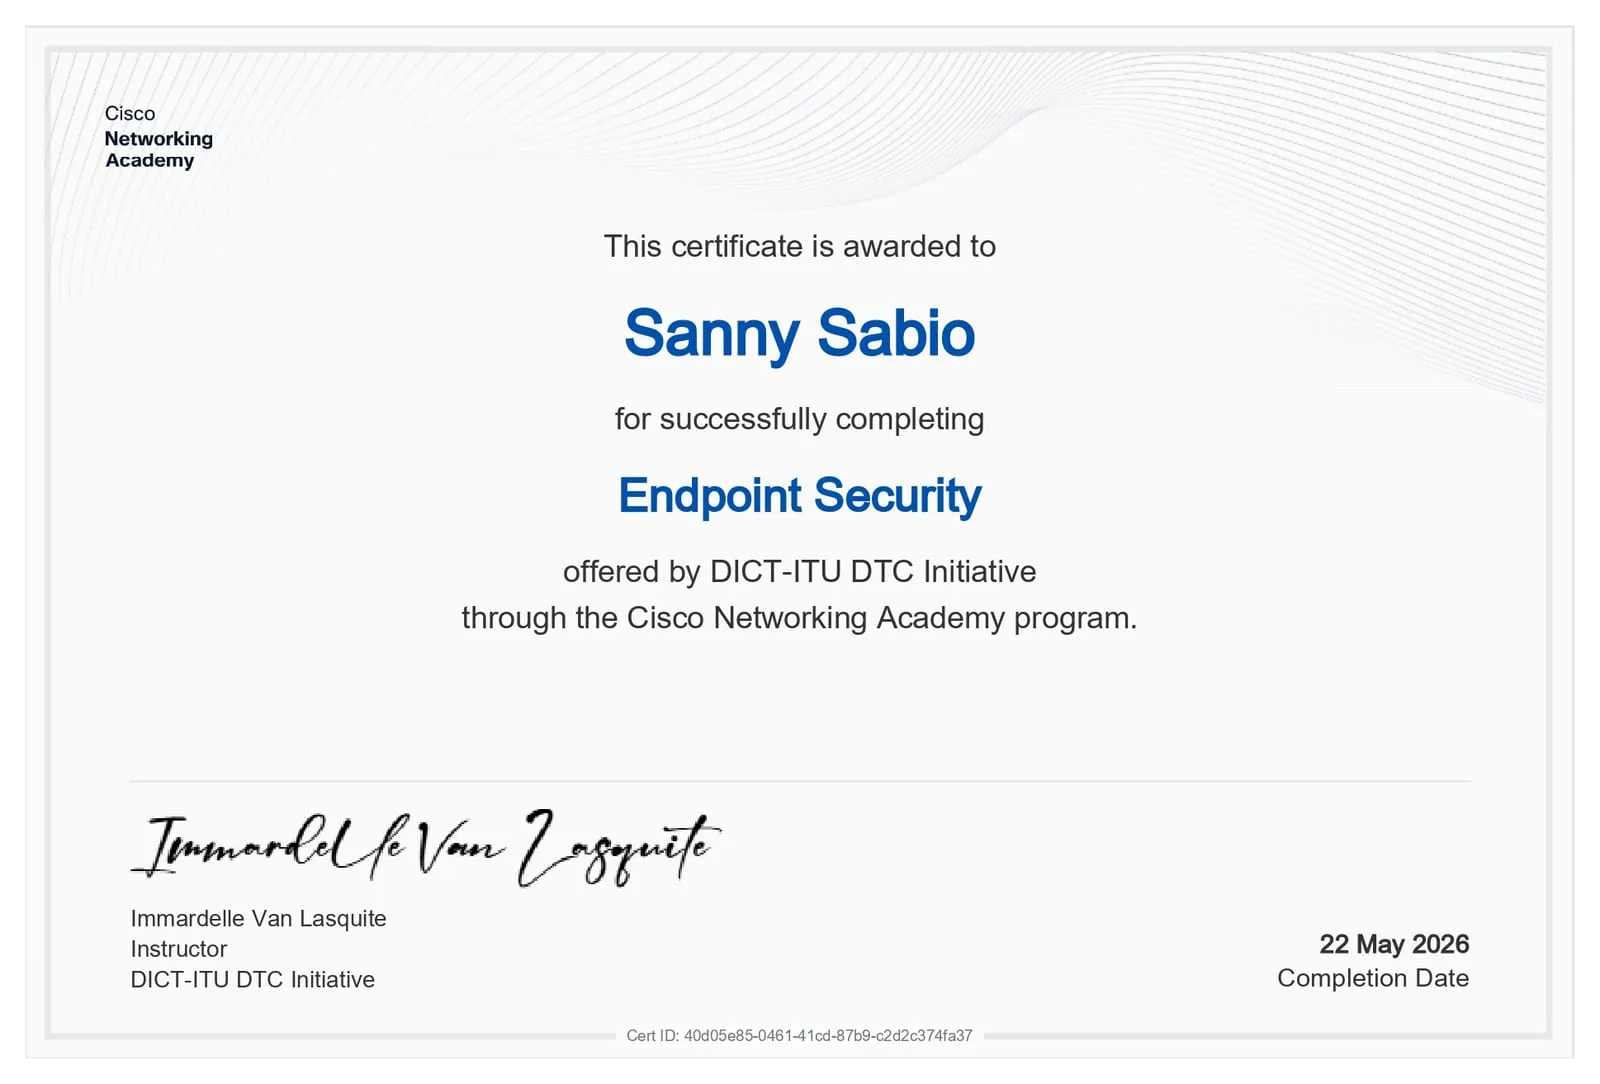 Cisco
Networking
Academy
This certificate is awarded to
Sanny Sabio
for successfully completing
Endpoint Security
offered by DICT-ITU DTC Initiative
through the Cisco Networking Academy program.
Immardelle Van Lasquite
Immardelle Van Lasquite
Instructor
DICT-ITU DTC Initiative
22 May 2026
Completion Date
Cert ID: 40d05e85-0461-41cd-87b9-c2d2c374fa37